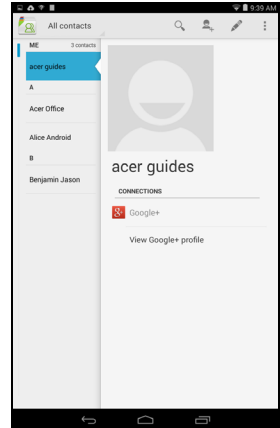 9:39 AM
All contacts
ME 3 contacts
acer guides
A
Acer Office
Alice Android
B
Benjamin Jason
acer guides
CONNECTIONS
Google+
View Google+ profile